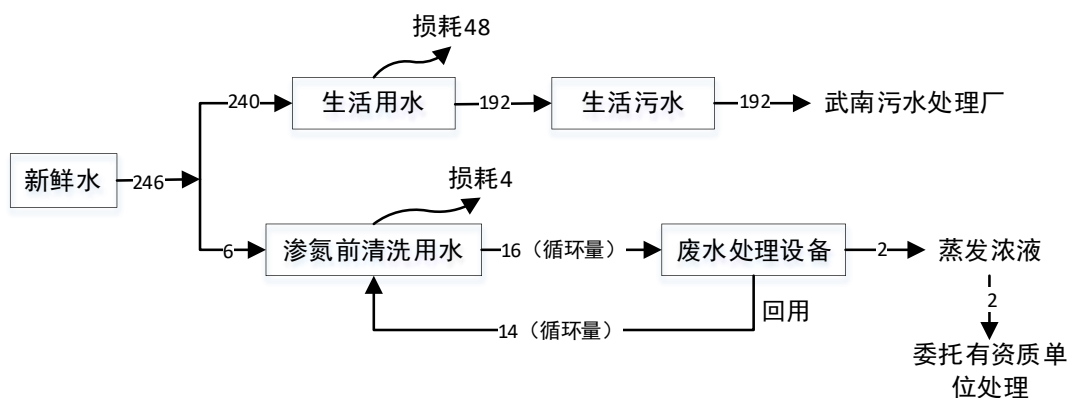 损耗48
240
生活用水
192
生活污水
192
武南污水处理厂
新鲜水
246
损耗4
6
渗氮前清洗用水
16（循环量）
废水处理设备
2
蒸发浓液
回用
14（循环量）
2
委托有资质单
位处理